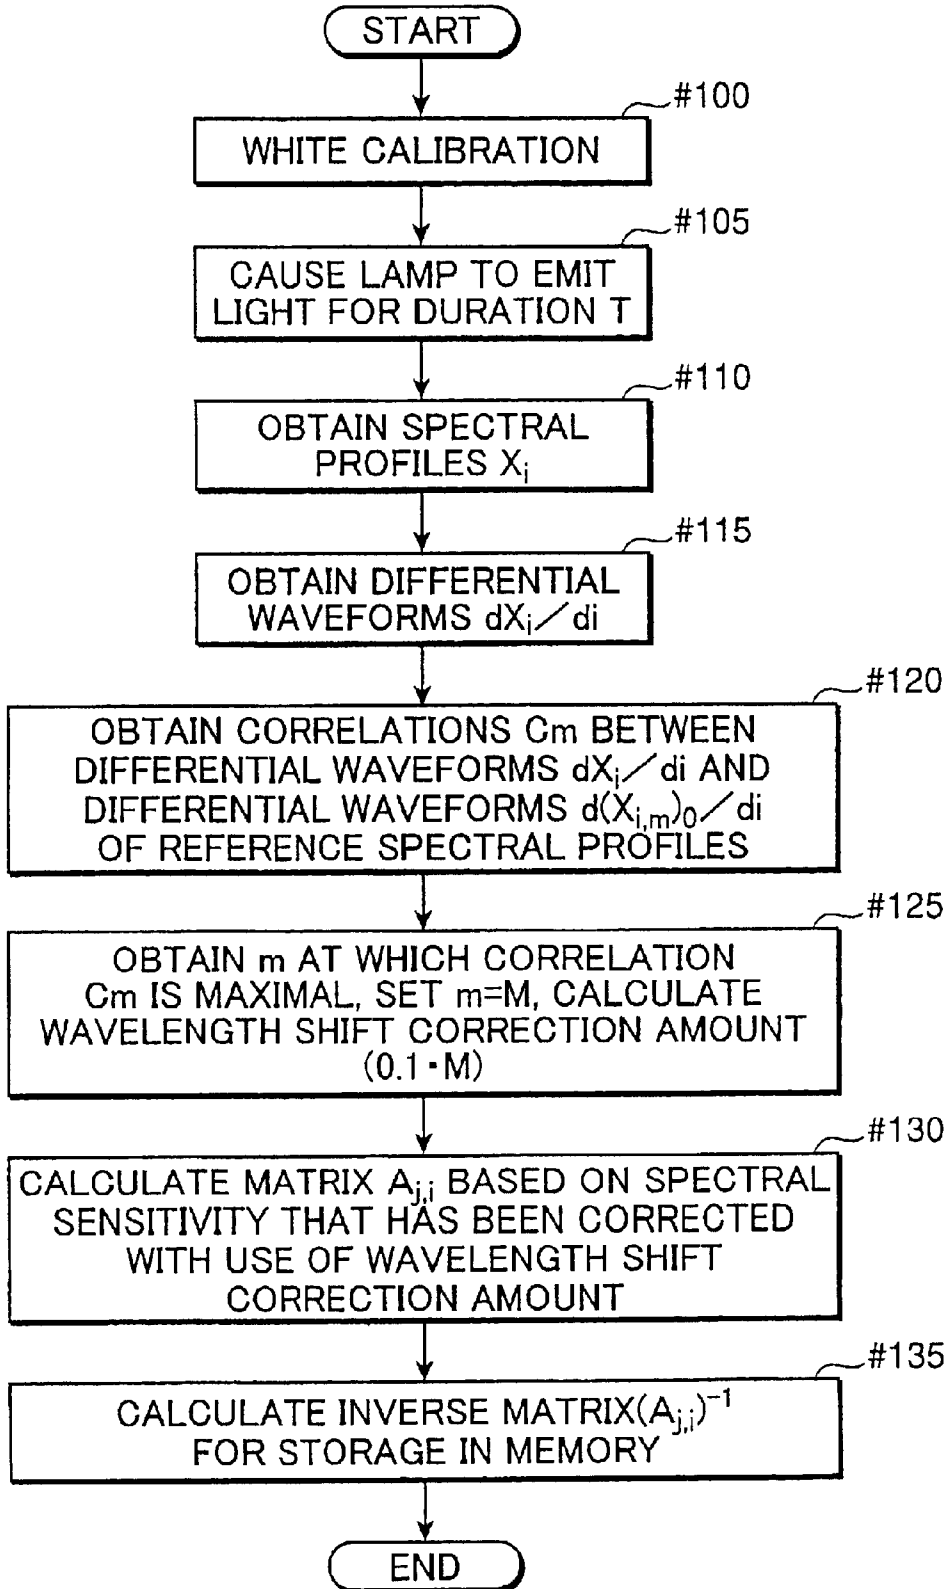 START
#100
WHITE CALIBRATION
#105
CAUSE LAMP TO EMIT
LIGHT FOR DURATION T
#110
OBTAIN SPECTRAL
PROFILES Xi
#115
OBTAIN DIFFERENTIAL
WAVEFORMS dXi/di
#120
OBTAIN CORRELATIONS Cm BETWEEN
DIFFERENTIAL WAVEFORMS dXi/di AND
DIFFERENTIAL WAVEFORMS d(Xi,m)0/di
OF REFERENCE SPECTRAL PROFILES
#125
OBTAIN m AT WHICH CORRELATION
Cm IS MAXIMAL, SET m=M, CALCULATE
WAVELENGTH SHIFT CORRECTION AMOUNT
(0.1・M)
#130
CALCULATE MATRIX Aj,i BASED ON SPECTRAL
SENSITIVITY THAT HAS BEEN CORRECTED
WITH USE OF WAVELENGTH SHIFT
CORRECTION AMOUNT
#135
CALCULATE INVERSE MATRIX(Aj,i)⁻¹
FOR STORAGE IN MEMORY
END